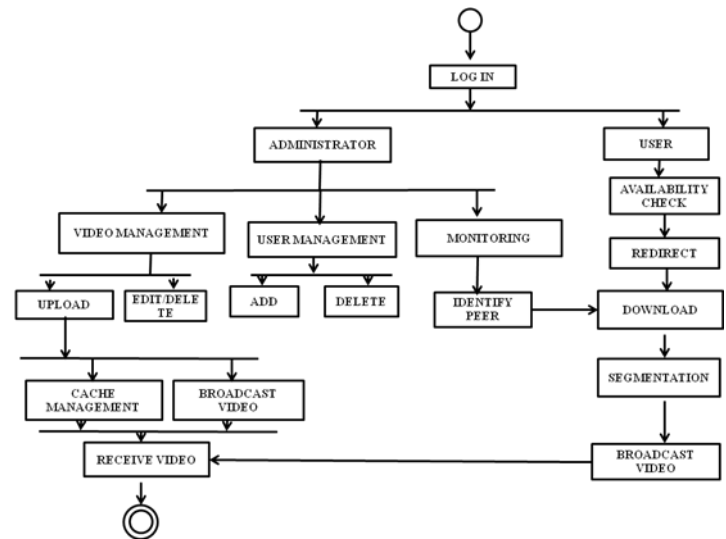 LOG IN
ADMINISTRATOR
USER
AVAILABILITY
CHECK
VIDEO MANAGEMENT
USER MANAGEMENT
MONITORING
REDIRECT
UPLOAD
EDIT/DELE
TE
ADD
DELETE
IDENTIFY
PEER
DOWNLOAD
CACHE
MANAGEMENT
BROADCAST
VIDEO
SEGMENTATION
RECEIVE VIDEO
BROADCAST
VIDEO